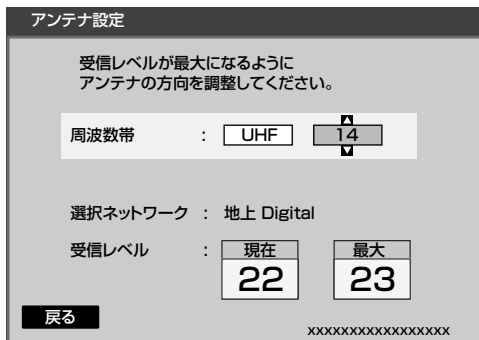 アンテナ設定
受信レベルが最大になるように
アンテナの方向を調整してください。
周波数帯 : UHF 14
選択ネットワーク : 地上 Digital
受信レベル : 現在 最大
22 23
戻る
xxxxxxxxxxxxxxxxx